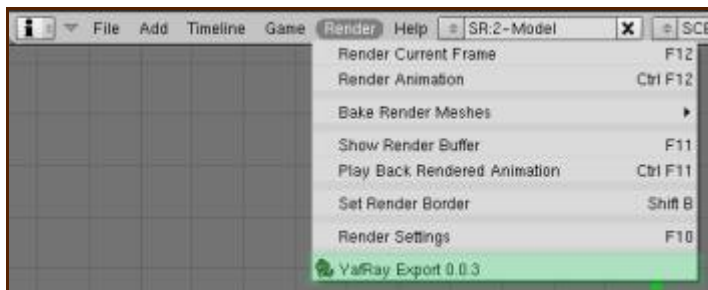 File Add Timeline Game Render Help SR:2-Model X SCE
Render Current Frame F12
Render Animation Ctrl F12
Bake Render Meshes
Show Render Buffer F11
Play Back Rendered Animation Ctrl F11
Set Render Border Shift B
Render Settings F10
YafRay Export 0.0.3